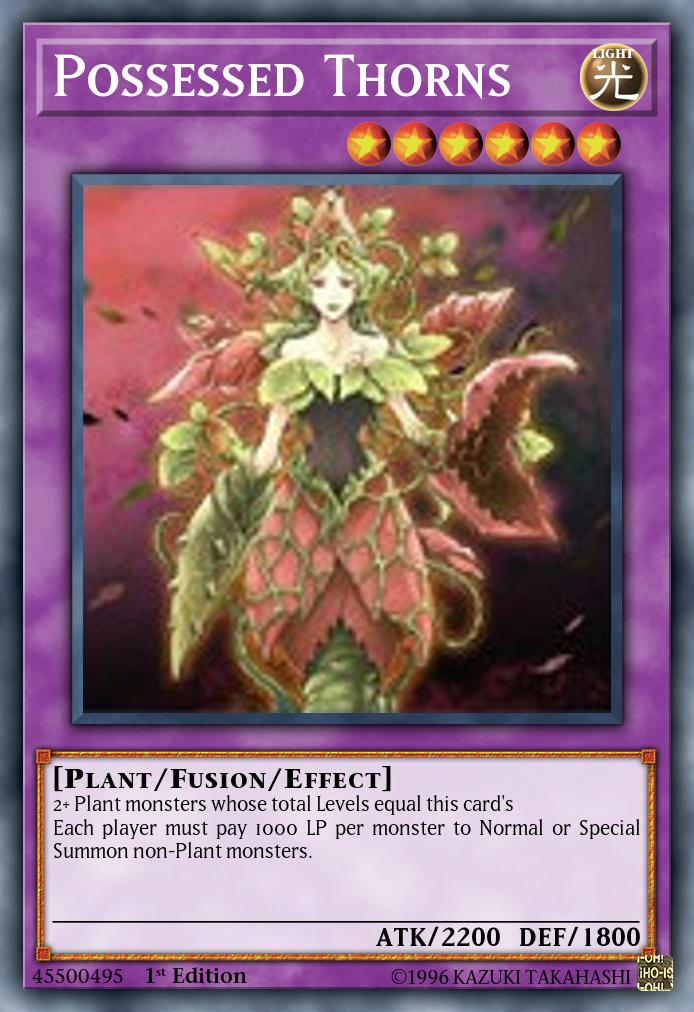 Possessed Thorns
LIGHT
光
[Plant/Fusion/Effect]
2+ Plant monsters whose total Levels equal this card's
Each player must pay 1000 LP per monster to Normal or Special
Summon non-Plant monsters.
ATK/2200 DEF/1800
45500495 1st Edition ©1996 KAZUKI TAKAHASHI